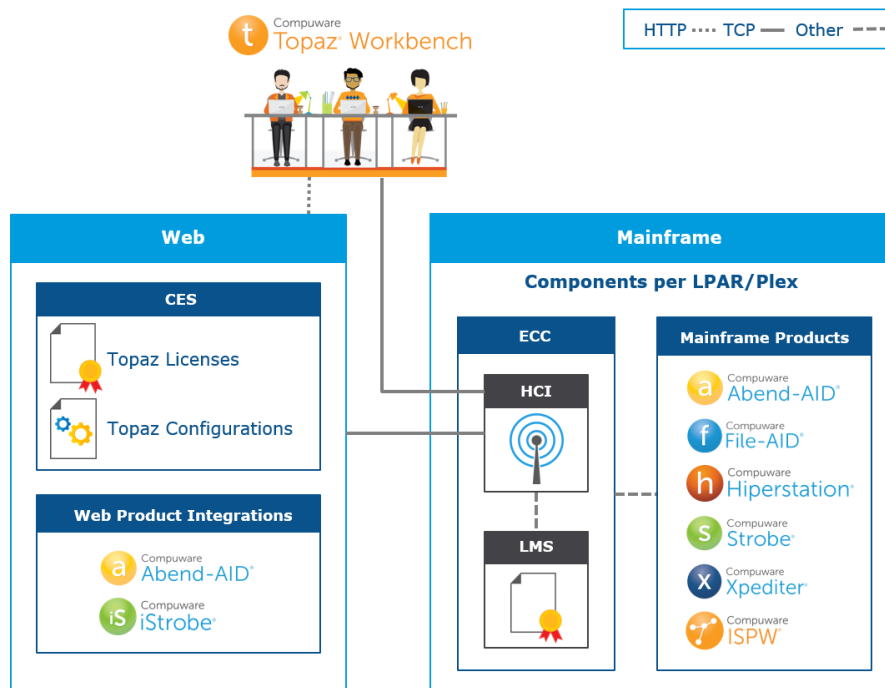 t
Compuware
Topaz® Workbench
HTTP
TCP
Other
Web
CES
Topaz Licenses
Topaz Configurations
Web Product Integrations
a
Compuware
Abend-AID®
iS
Compuware
iStrobe®
Mainframe
Components per LPAR/Plex
ECC
HCI
LMS
Mainframe Products
a
Compuware
Abend-AID®
f
Compuware
File-AID®
h
Compuware
Hiperstation®
s
Compuware
Strobe®
x
Compuware
Xpediter®
Compuware
ISPW®